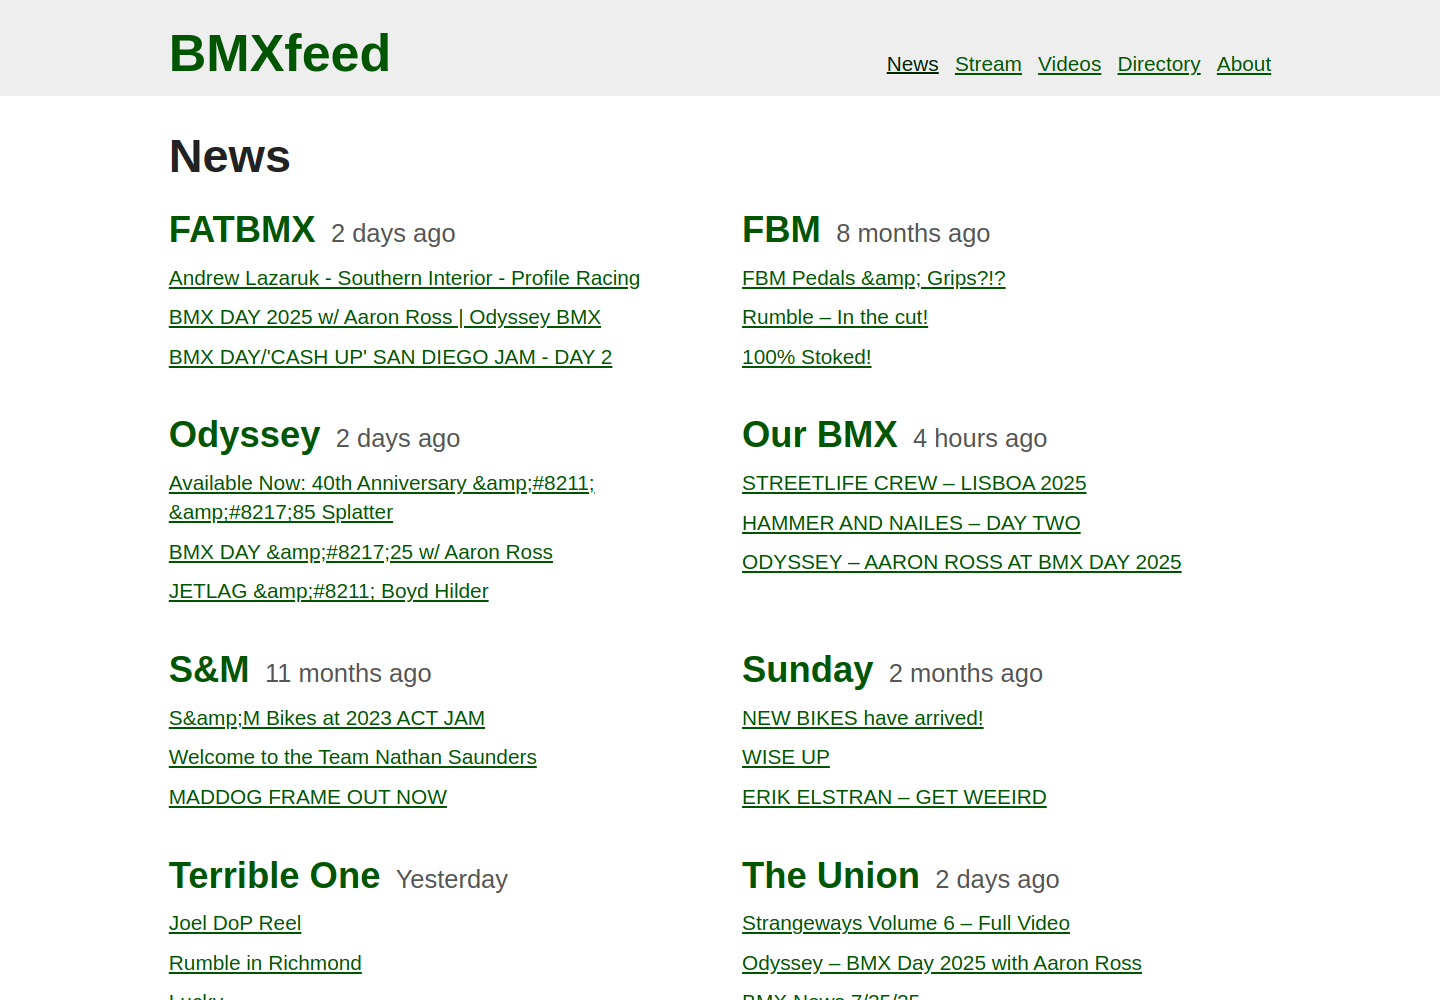 BMXfeed
News Stream Videos Directory About
News
FATBMX 2 days ago
Andrew Lazaruk - Southern Interior - Profile Racing
BMX DAY 2025 w/ Aaron Ross | Odyssey BMX
BMX DAY/'CASH UP' SAN DIEGO JAM - DAY 2
FBM 8 months ago
FBM Pedals &amp; Grips?!?
Rumble – In the cut!
100% Stoked!
Odyssey 2 days ago
Available Now: 40th Anniversary &amp;#8211;
&amp;#8217;85 Splatter
BMX DAY &amp;#8217;25 w/ Aaron Ross
JETLAG &amp;#8211; Boyd Hilder
Our BMX 4 hours ago
STREETLIFE CREW – LISBOA 2025
HAMMER AND NAILES – DAY TWO
ODYSSEY – AARON ROSS AT BMX DAY 2025
S&M 11 months ago
S&amp;M Bikes at 2023 ACT JAM
Welcome to the Team Nathan Saunders
MADDOG FRAME OUT NOW
Sunday 2 months ago
NEW BIKES have arrived!
WISE UP
ERIK ELSTRAN – GET WEEIRD
Terrible One Yesterday
Joel DoP Reel
Rumble in Richmond
Lucky
The Union 2 days ago
Strangeways Volume 6 – Full Video
Odyssey – BMX Day 2025 with Aaron Ross
BMX News 7/25/25